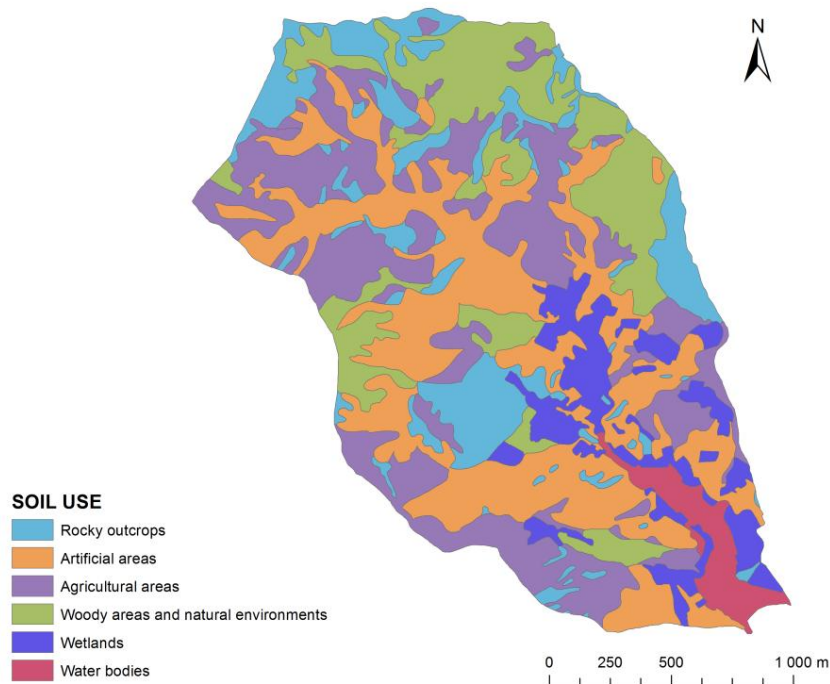 N
SOIL USE
Rocky outcrops
Artificial areas
Agricultural areas
Woody areas and natural environments
Wetlands
Water bodies
0 250 500 1 000 m